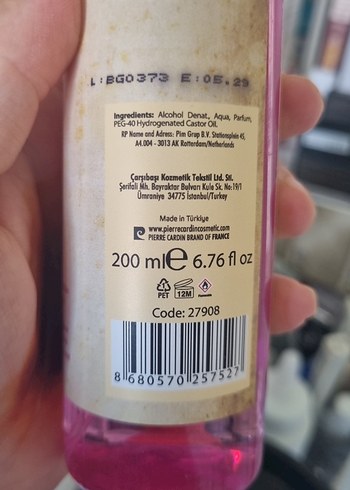 L:BG0373 E:05.29
Ingredients: Alcohol Denat., Aqua, Parfum,
PEG-40 Hydrogenated Castor OIL
RP Name and Adress: Pim Grup B.V. Stationsplein 45,
A4.004 - 3013 AK Rotterdam/Netherlands
Çarşıbaşı Kozmetik Tekstil Ltd. Sti.
Şerifali Mh. Bayraktar Bulvarı Kule Sk. No:19/1
Ümraniye 34775 İstanbul/Turkey
Made in Türkiye
www.pierrecardincosmetic.com
PIERRE CARDIN BRAND OF FRANCE
200 ml e 6.76 fl oz
PET 12M
Code: 27908
8 680570 257527